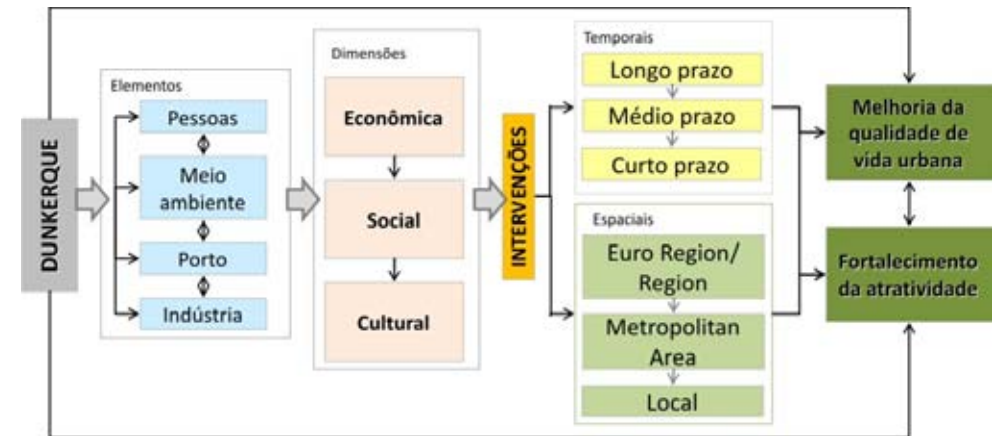 DUNKERQUE
Elementos
Pessoas
Meio
ambiente
Porto
Indústria
Dimensões
Econômica
Social
Cultural
INTERVENÇÕES
Temporais
Longo prazo
Médio prazo
Curto prazo
Espaciais
Euro Region/
Region
Metropolitan
Area
Local
Melhoria da
qualidade de
vida urbana
Fortalecimento
da atratividade